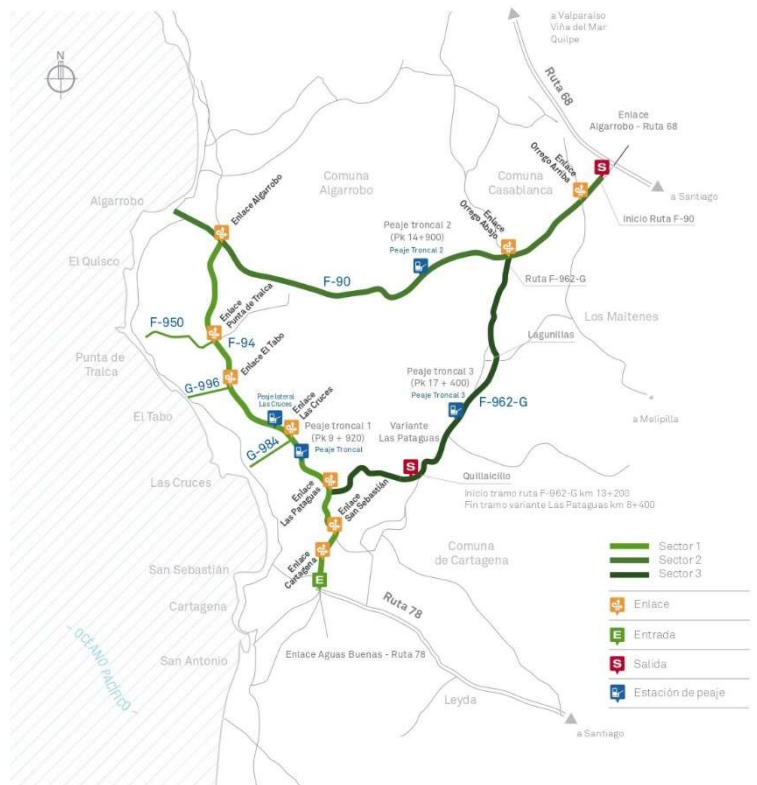 a Valparaíso
Viña del Mar
Quilpe
N
Ruta 68
Enlace
Algarrobo - Ruta 68
Enlace
Orrego Arriba
S
a Santiago
Comuna
Algarrobo
Comuna
Casablanca
Algarrobo
Enlace Algarrobo
Peaje troncal 2
(Pk 14+900)
Peaje Troncal 2
Enlace
Orrego Abajo
Inicio Ruta F-90
El Quisco
F-90
Ruta F-962-G
Enlace
Punta de Tralca
F-950
F-94
Los Maitenes
Lagunillas
Enlace El Tabo
Punta de
Tralca
G-996
Peaje troncal 3
(Pk 17 + 400)
Peaje Troncal 3
F-962-G
Peaje lateral
Las Cruces
Enlace
Las Cruces
El Tabo
G-984
Peaje troncal 1
(Pk 9 + 920)
Peaje Troncal
Variante
Las Pataguas
a Melipilla
S
Las Cruces
Enlace
Las Pataguas
Quillaicillo
Inicio tramo ruta F-962-G km 13+200
Fin tramo variante Las Pataguas km 8+400
Enlace
San Sebastián
Enlace
Cartagena
Comuna
de Cartagena
San Sebastián
E
Cartagena
Ruta 78
San Antonio
Enlace Aguas Buenas - Ruta 78
- OCÉANO PACÍFICO -
Leyda
a Santiago
Sector 1
Sector 2
Sector 3
Enlace
E
Entrada
S
Salida
Estación de peaje